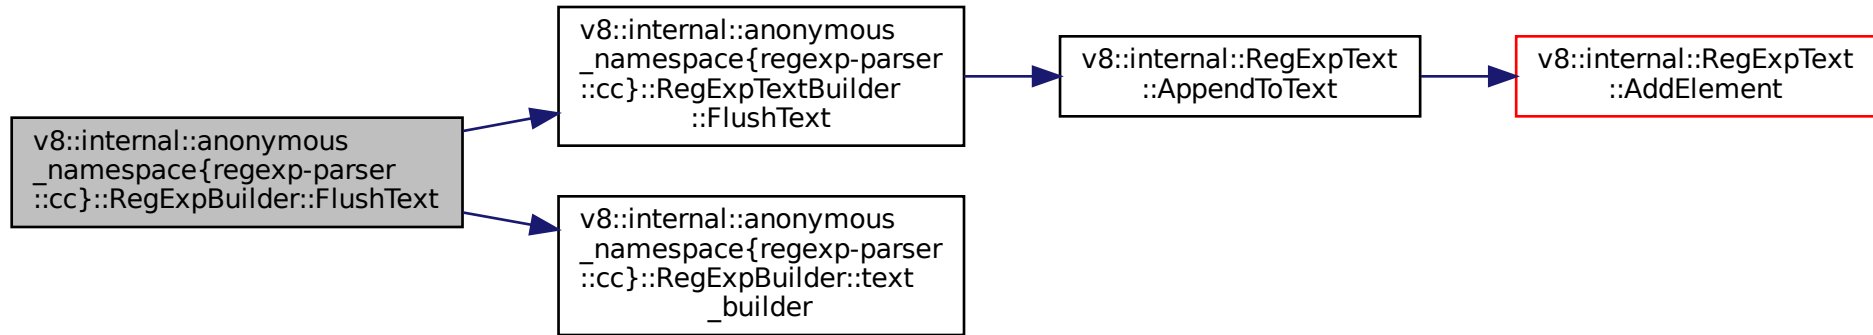 v8::internal::anonymous
_namespace{regexp-parser
::cc}::RegExpBuilder::FlushText
v8::internal::anonymous
_namespace{regexp-parser
::cc}::RegExpTextBuilder
::FlushText
v8::internal::RegExpText
::AppendToText
v8::internal::RegExpText
::AddElement
v8::internal::anonymous
_namespace{regexp-parser
::cc}::RegExpBuilder::text
_builder